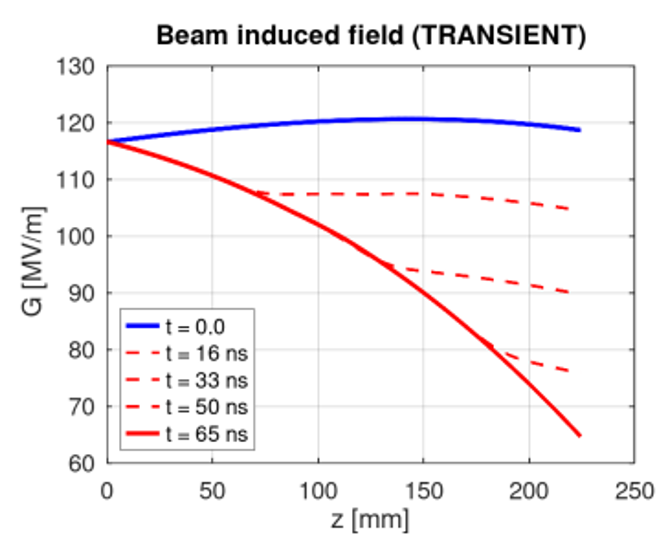 Beam induced field (TRANSIENT)
130
120
110
100
90
80
70
60
G [MV/m]
t = 0.0
t = 16 ns
t = 33 ns
t = 50 ns
t = 65 ns
0 50 100 150 200 250
z [mm]